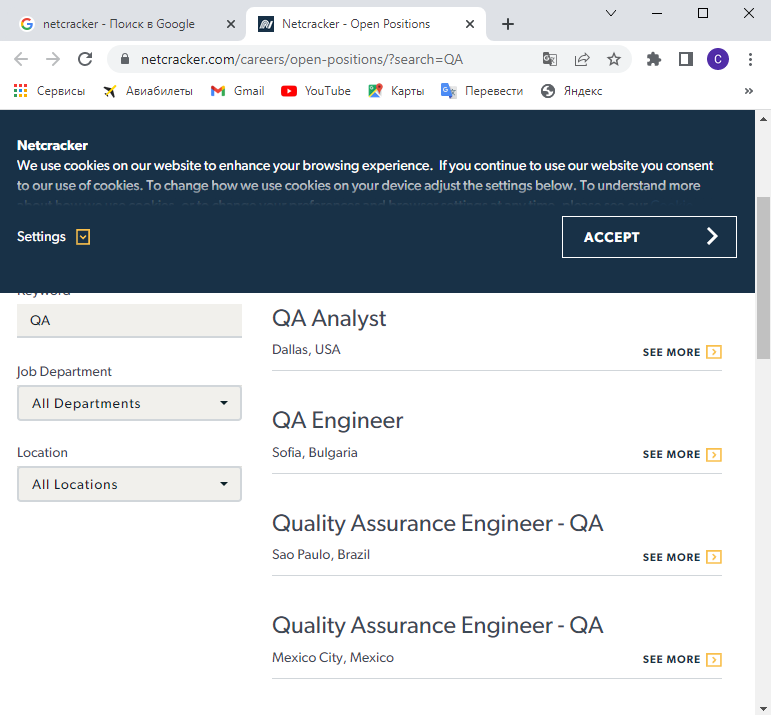 netcracker - Поиск в Google
Netcracker - Open Positions
netcracker.com/careers/open-positions/?search=QA
C
Сервисы
Авиабилеты
Gmail
YouTube
Карты
Перевести
Яндекс
Netcracker
We use cookies on our website to enhance your browsing experience. If you continue to use our website you consent
to our use of cookies. To change how we use cookies on your device adjust the settings below. To understand more
Settings
ACCEPT
Keyword
QA
Job Department
All Departments
Location
All Locations
QA Analyst
Dallas, USA
SEE MORE
QA Engineer
Sofia, Bulgaria
SEE MORE
Quality Assurance Engineer - QA
Sao Paulo, Brazil
SEE MORE
Quality Assurance Engineer - QA
Mexico City, Mexico
SEE MORE